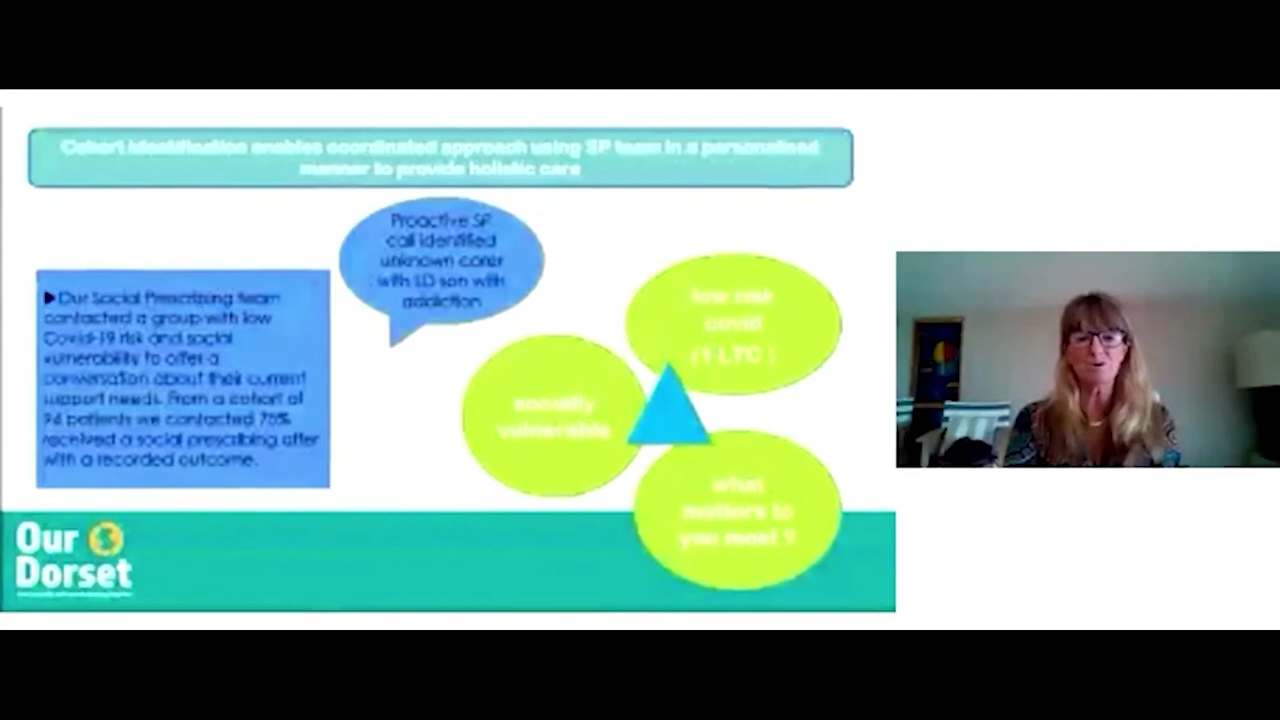 Cohort identification enables coordinated approach using SP team in a personalised
manner to provide holistic care
Proactive SP
call identified
unknown carer
with LD son with
addiction
Our Social Prescribing team
contacted a group with low
Covid-19 risk and social
vulnerability to offer a
conversation about their current
support needs. From a cohort of
94 patients we contacted 75%
received a social prescribing offer
with a recorded outcome.
low risk
covid
(1 LTC )
socially
vulnerable
what
matters to
you most ?
Our
Dorset